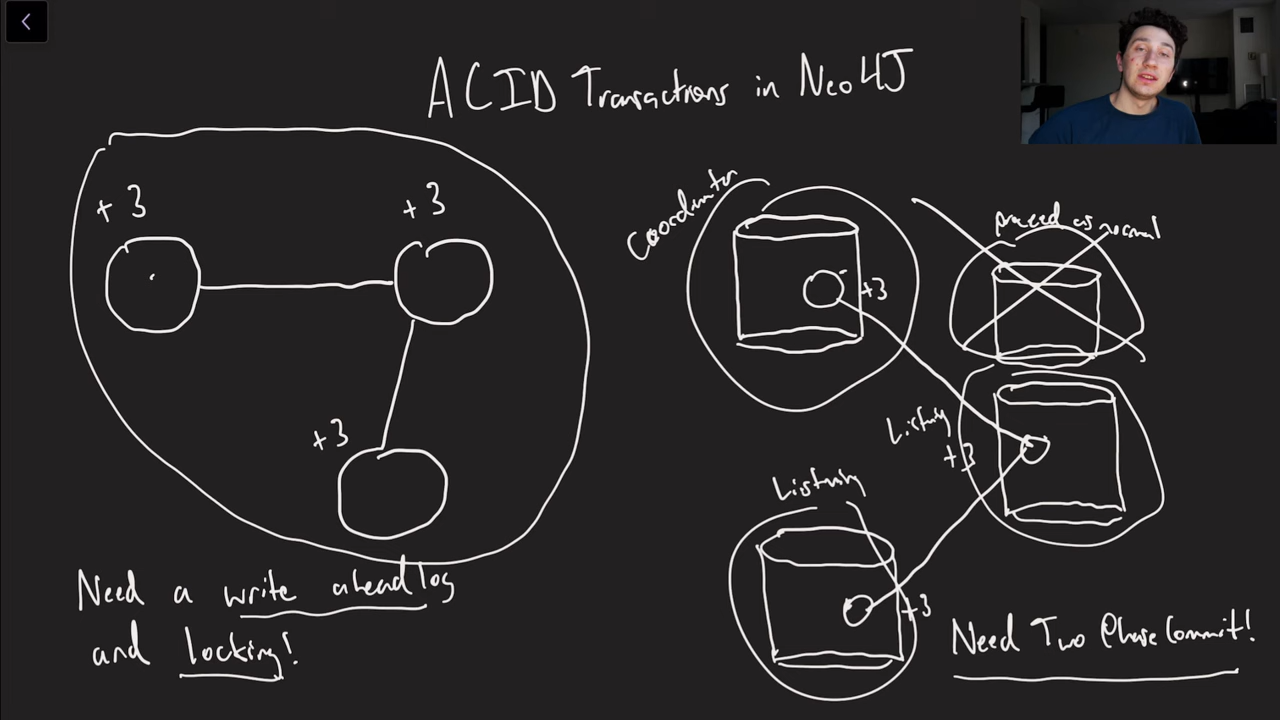 ACID Transactions in Neo4J
+3
+3
+3
Need a write ahead log
and locking!
Coordinator
+3
proceed as normal
Listening
+3
Listening
+3
Need Two Phase Commit!